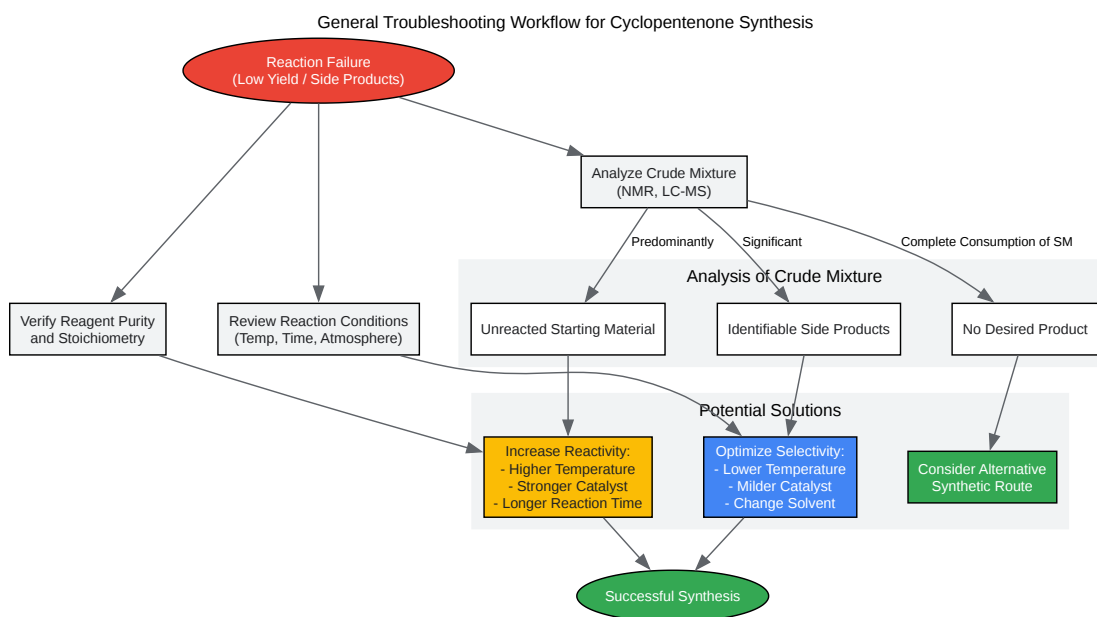 General Troubleshooting Workflow for Cyclopentenone Synthesis
Reaction Failure
(Low Yield / Side Products)
Analyze Crude Mixture
(NMR, LC-MS)
Predominantly
Significant
Complete Consumption of SM
Analysis of Crude Mixture
Verify Reagent Purity
and Stoichiometry
Review Reaction Conditions
(Temp, Time, Atmosphere)
Unreacted Starting Material
Identifiable Side Products
No Desired Product
Potential Solutions
Increase Reactivity:
- Higher Temperature
- Stronger Catalyst
- Longer Reaction Time
Optimize Selectivity:
- Lower Temperature
- Milder Catalyst
- Change Solvent
Consider Alternative
Synthetic Route
Successful Synthesis